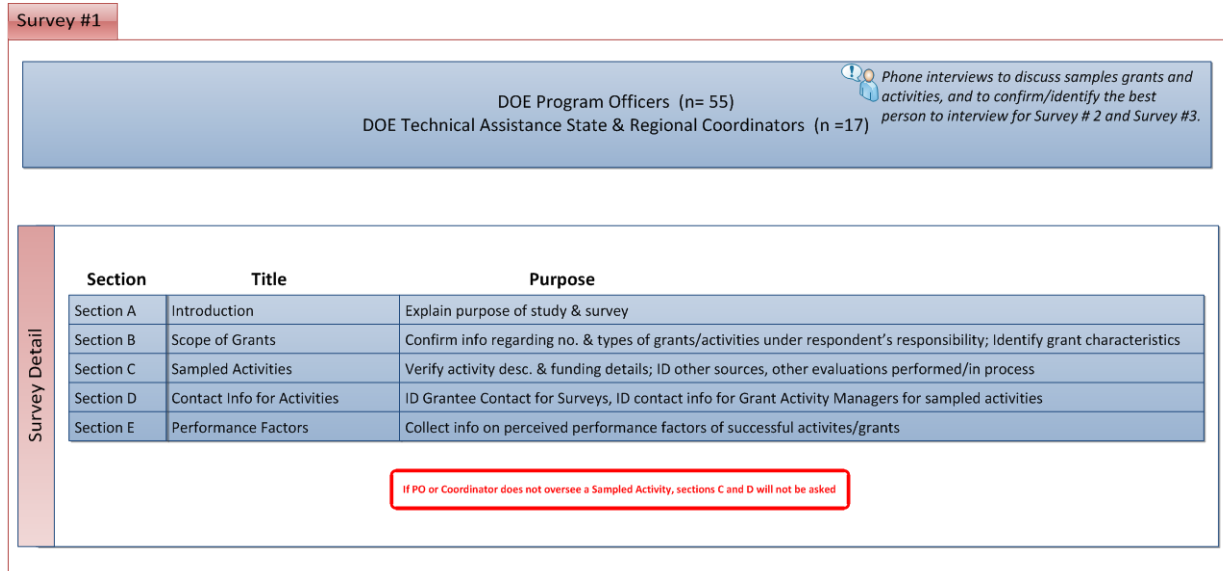 Survey #1
DOE Program Officers (n= 55)
DOE Technical Assistance State & Regional Coordinators (n =17)
Phone interviews to discuss samples grants and
activities, and to confirm/identify the best
person to interview for Survey # 2 and Survey #3.
Survey Detail
Section Title Purpose
Section A Introduction Explain purpose of study & survey
Section B Scope of Grants Confirm info regarding no. & types of grants/activities under respondent's responsibility; Identify grant characteristics
Section C Sampled Activities Verify activity desc. & funding details; ID other sources, other evaluations performed/in process
Section D Contact Info for Activities ID Grantee Contact for Surveys, ID contact info for Grant Activity Managers for sampled activities
Section E Performance Factors Collect info on perceived performance factors of successful activites/grants
If PO or Coordinator does not oversee a Sampled Activity, sections C and D will not be asked